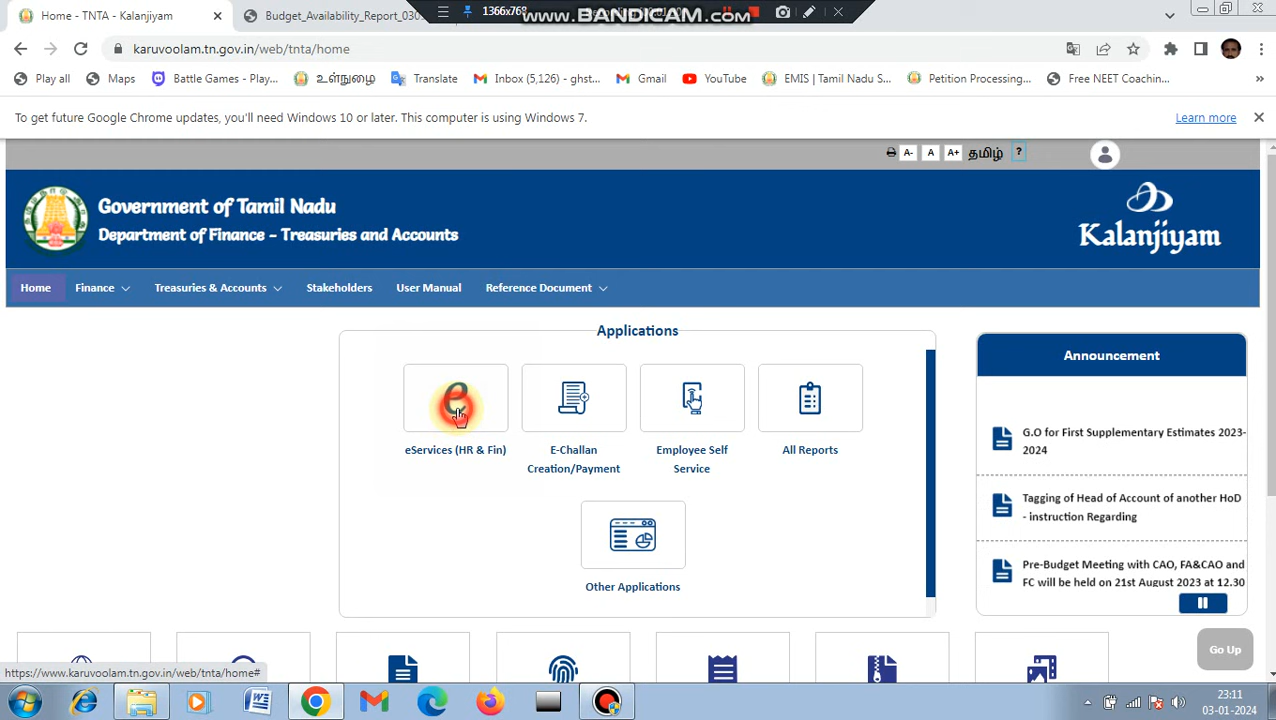 Home - TNTA - Kalanjiyam
Budget_Availability_Report_030
1366x768
www.BANDICAM.com
karuvoolam.tn.gov.in/web/tnta/home
Play all
Maps
Battle Games - Play...
உள்நுழை
Translate
Inbox (5,126) - ghst...
Gmail
YouTube
EMIS | Tamil Nadu S...
Petition Processing...
Free NEET Coachin...
»
To get future Google Chrome updates, you'll need Windows 10 or later. This computer is using Windows 7.
Learn more
A-
A
A+
தமிழ்
?
Government of Tamil Nadu
Department of Finance - Treasuries and Accounts
Kalanjiyam
Home
Finance
Treasuries & Accounts
Stakeholders
User Manual
Reference Document
Applications
eServices (HR & Fin)
E-Challan
Creation/Payment
Employee Self
Service
All Reports
Other Applications
Announcement
G.O for First Supplementary Estimates 2023-
2024
Tagging of Head of Account of another HoD
- instruction Regarding
Pre-Budget Meeting with CAO, FA&CAO and
FC will be held on 21st August 2023 at 12.30
Go Up
https://www.karuvoolam.tn.gov.in/web/tnta/home#
23:11
03-01-2024